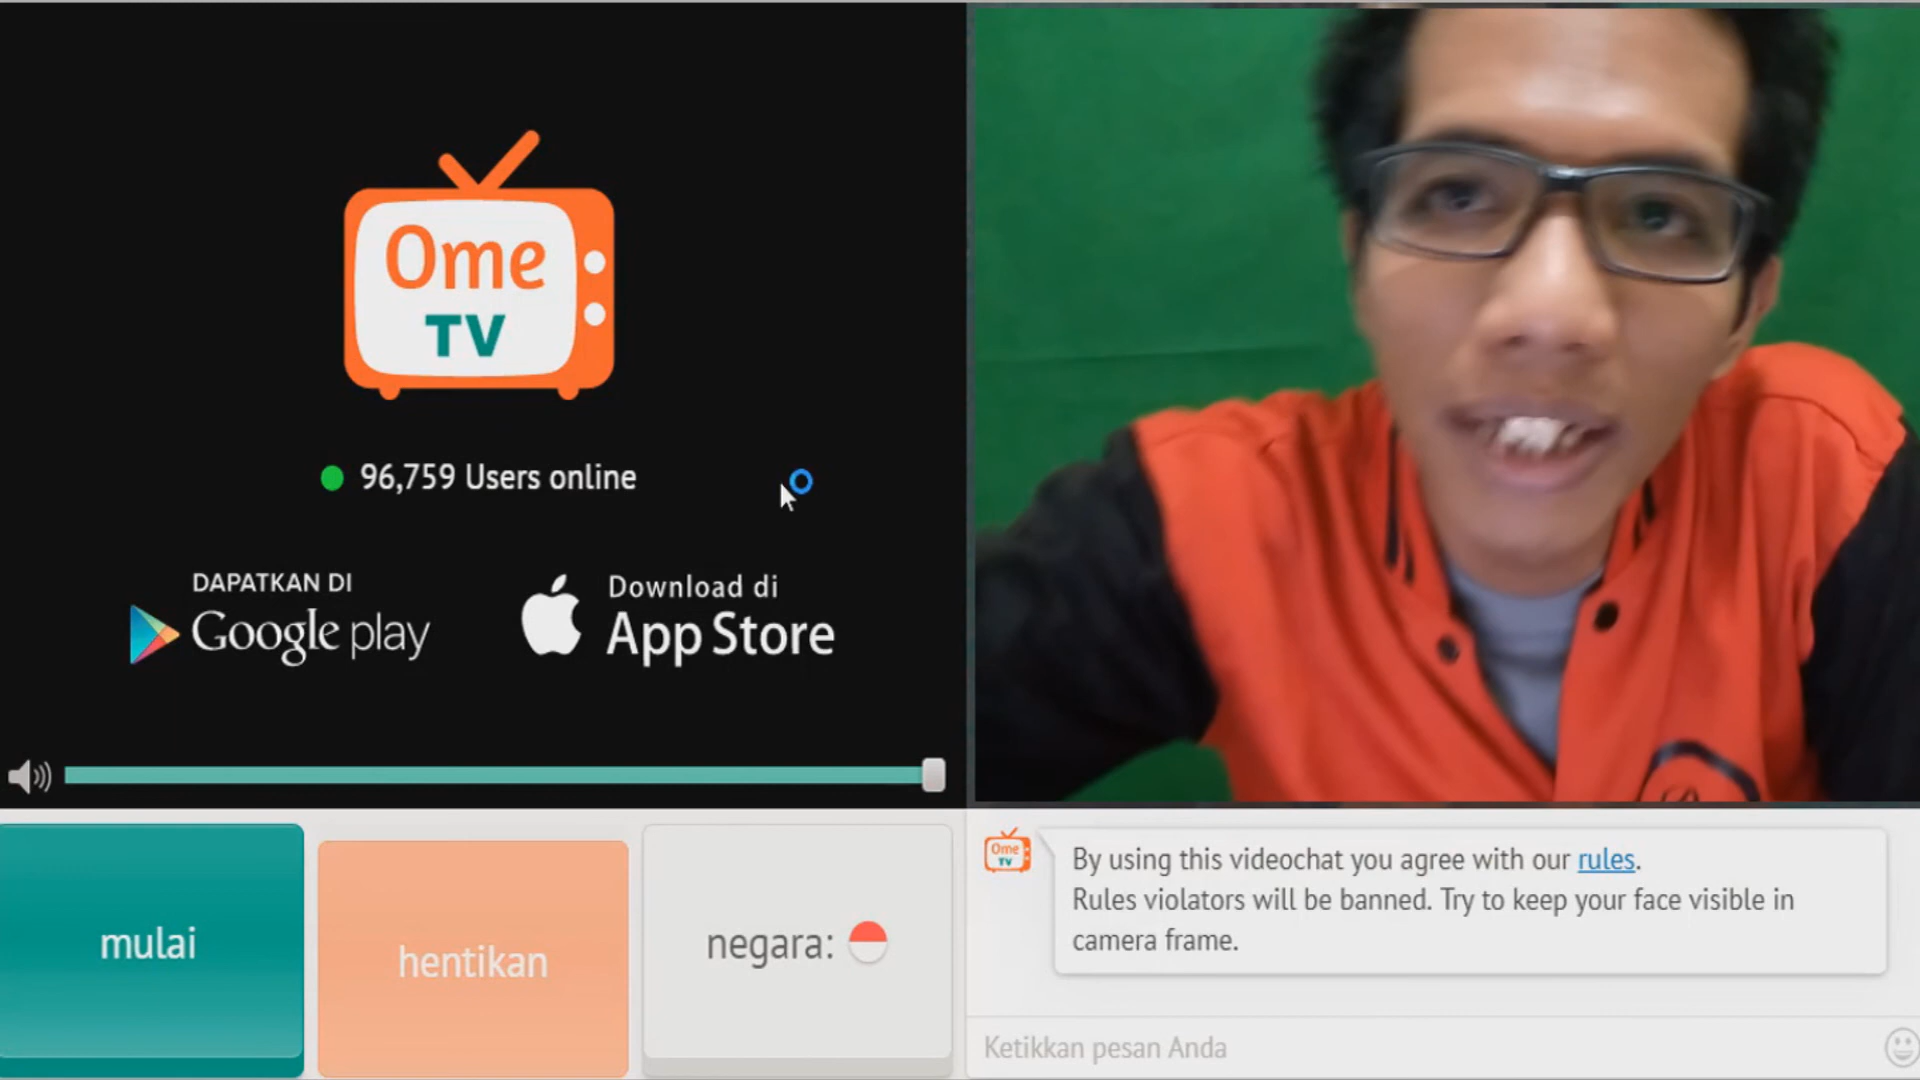 Ome
TV
96,759 Users online
DAPATKAN DI
Google play
Download di
App Store
mulai
hentikan
negara:
Ome
TV
By using this videochat you agree with our rules.
Rules violators will be banned. Try to keep your face visible in
camera frame.
Ketikkan pesan Anda